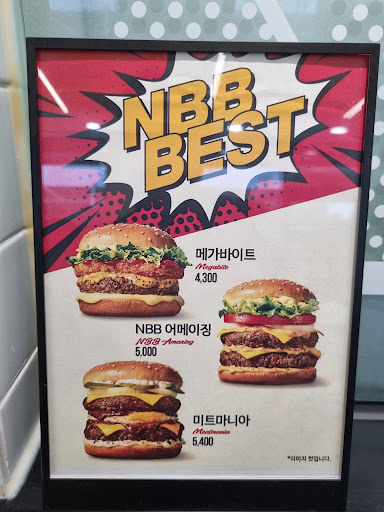 NBB
BEST
메가바이트
Megabite
4,300
NBB 어메이징
NBB Amazing
5,000
미트마니아
Meatmania
5,400
*이미지 컷입니다.